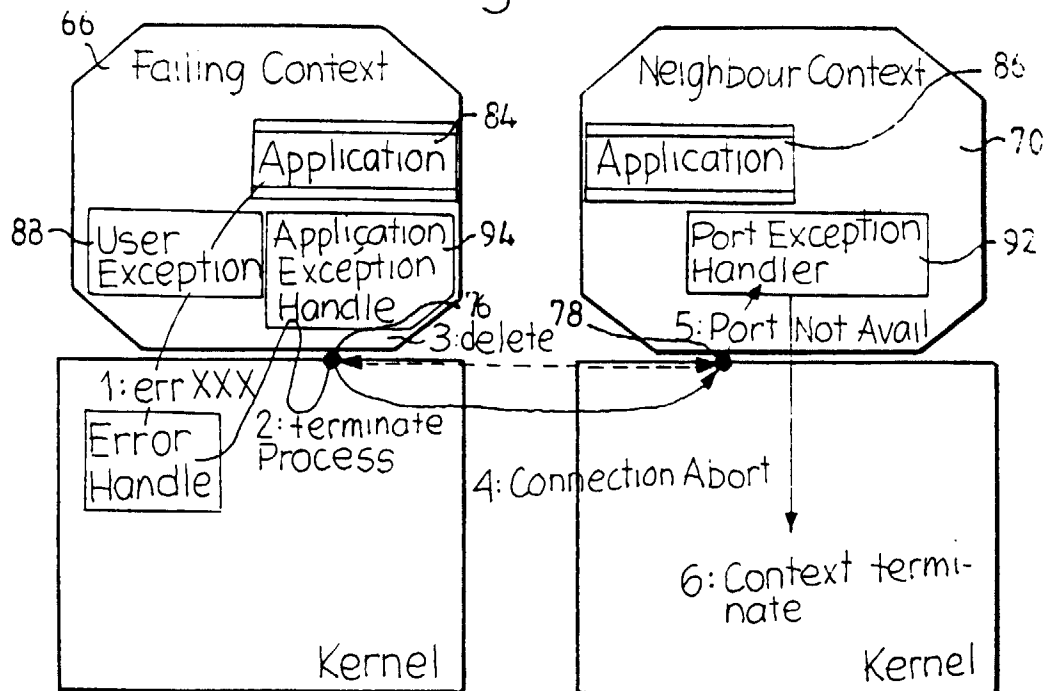 g
66
Failing Context
Neighbour Context
86
84
Application
Application
70
88
User
Exception
Application
Exception
Handle
94
Port Exception
Handler
92
76
3:delete
78
5:Port Not Avail
1:err XXX
2:terminate
Process
Error
Handle
4:Connection Abort
6:Context termi-
nate
Kernel
Kernel